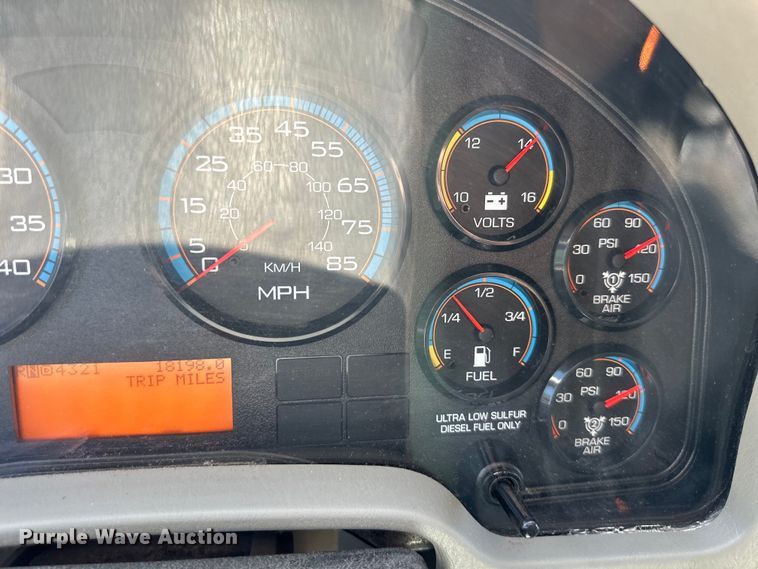 30
35
40
0
5
15
25
35
45
55
65
75
85
0
20
40
60
80
100
120
140
KM/H
MPH
10
12
14
16
VOLTS
0
30
60
90
120
150
PSI
1
BRAKE
AIR
E
1/4
1/2
3/4
F
FUEL
0
30
60
90
120
150
PSI
2
BRAKE
AIR
ULTRA LOW SULFUR
DIESEL FUEL ONLY
RND4321 18198.0
TRIP MILES
Purple Wave Auction®